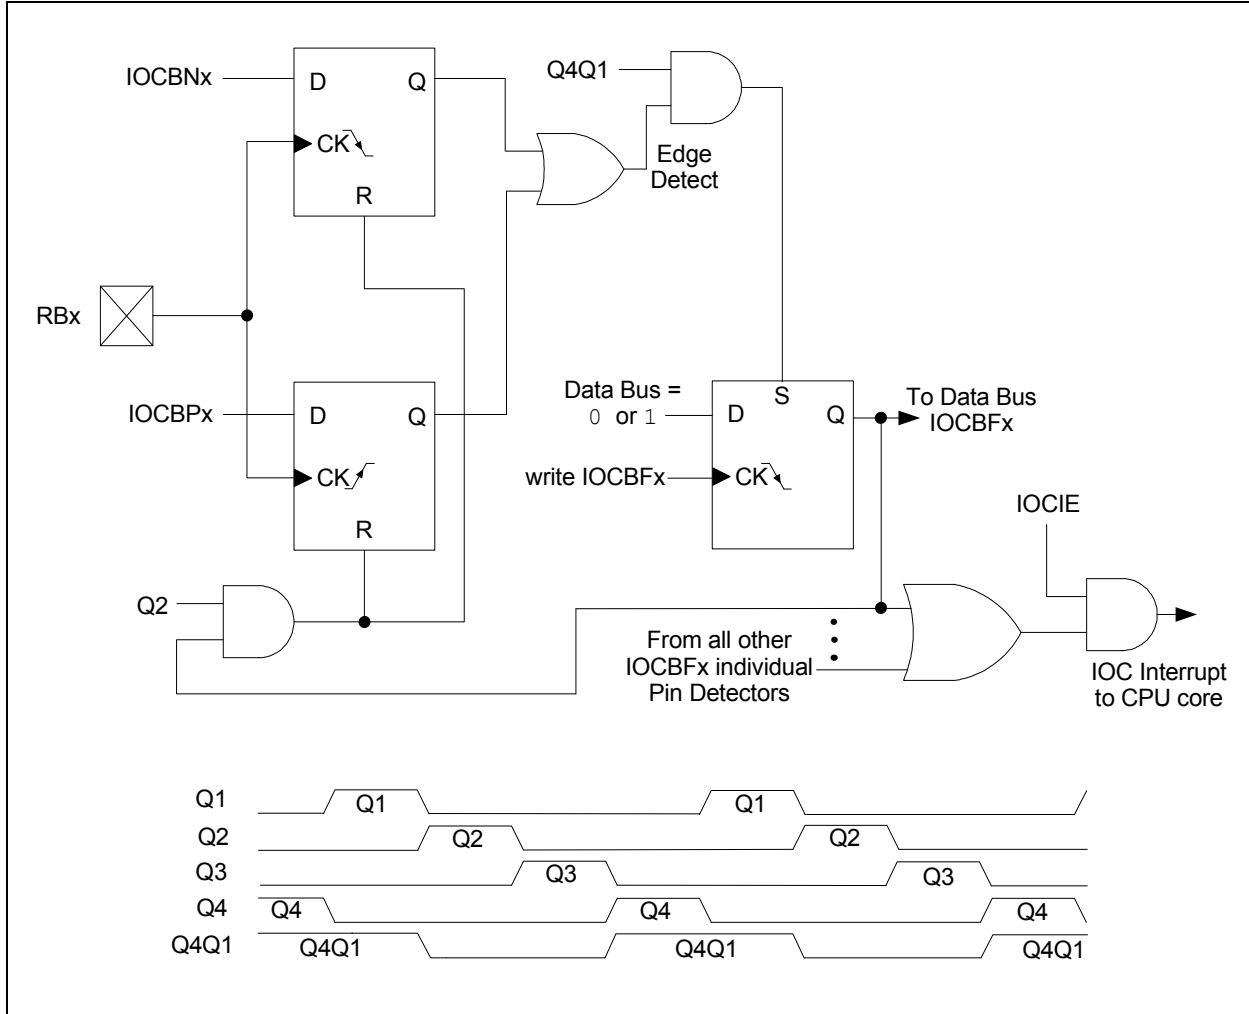 IOCBNx
D
Q
CK
R
Q4Q1
Edge
Detect
RBx
IOCBPx
D
Q
CK
R
Data Bus =
0 or 1
S
D
Q
To Data Bus
IOCBFx
write IOCBFx
CK
IOCIE
Q2
From all other
IOCBFx individual
Pin Detectors
IOC Interrupt
to CPU core
Q1 Q1 Q1
Q2 Q2 Q2
Q3 Q3 Q3
Q4 Q4 Q4 Q4
Q4Q1 Q4Q1 Q4Q1 Q4Q1